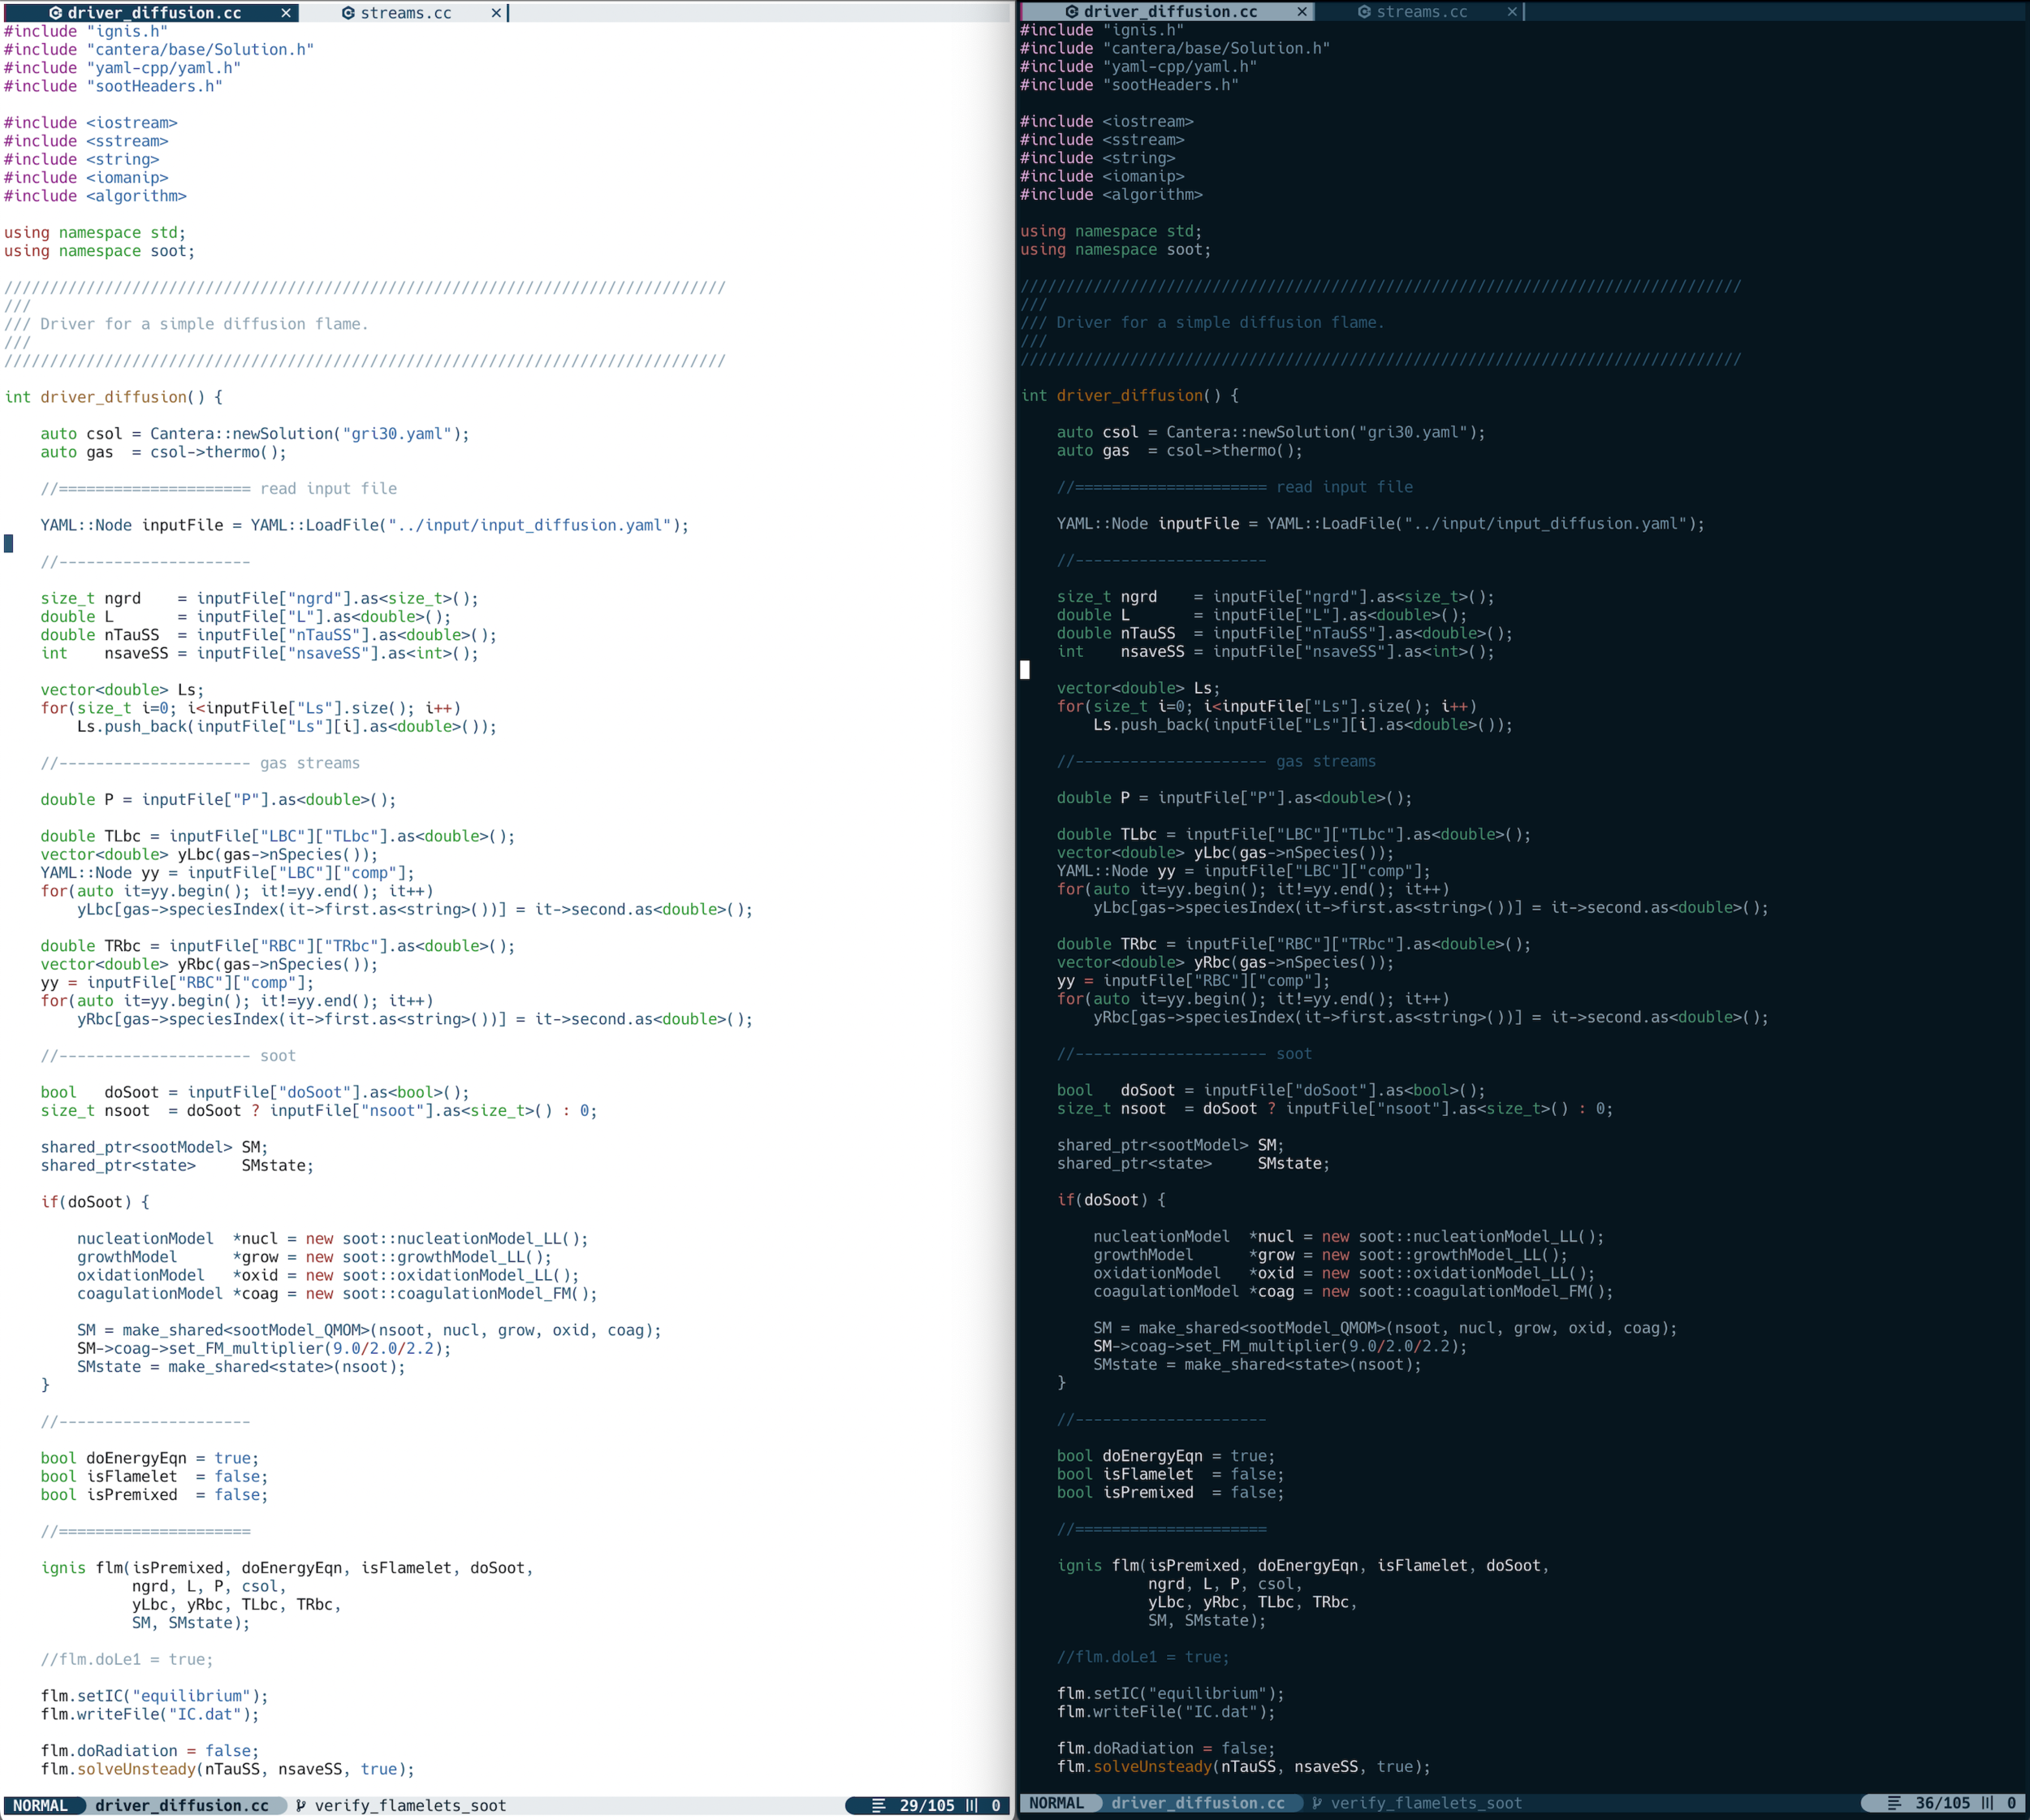 driver_diffusion.cc × streams.cc ×
#include "ignis.h"
#include "cantera/base/Solution.h"
#include "yaml-cpp/yaml.h"
#include "sootHeaders.h"
#include <iostream>
#include <sstream>
#include <string>
#include <iomanip>
#include <algorithm>
using namespace std;
using namespace soot;
///////////////////////////////////////////////////////////////////////////////
///
/// Driver for a simple diffusion flame.
///
///////////////////////////////////////////////////////////////////////////////
int driver_diffusion() {
    auto csol = Cantera::newSolution("gri30.yaml");
    auto gas  = csol->thermo();
    //===================== read input file
    YAML::Node inputFile = YAML::LoadFile("../input/input_diffusion.yaml");
    //---------------------
    size_t ngrd    = inputFile["ngrd"].as<size_t>();
    double L       = inputFile["L"].as<double>();
    double nTauSS  = inputFile["nTauSS"].as<double>();
    int    nsaveSS = inputFile["nsaveSS"].as<int>();
    vector<double> Ls;
    for(size_t i=0; i<inputFile["Ls"].size(); i++)
        Ls.push_back(inputFile["Ls"][i].as<double>());
    //--------------------- gas streams
    double P = inputFile["P"].as<double>();
    double TLbc = inputFile["LBC"]["TLbc"].as<double>();
    vector<double> yLbc(gas->nSpecies());
    YAML::Node yy = inputFile["LBC"]["comp"];
    for(auto it=yy.begin(); it!=yy.end(); it++)
        yLbc[gas->speciesIndex(it->first.as<string>())] = it->second.as<double>();
    double TRbc = inputFile["RBC"]["TRbc"].as<double>();
    vector<double> yRbc(gas->nSpecies());
    yy = inputFile["RBC"]["comp"];
    for(auto it=yy.begin(); it!=yy.end(); it++)
        yRbc[gas->speciesIndex(it->first.as<string>())] = it->second.as<double>();
    //--------------------- soot
    bool   doSoot = inputFile["doSoot"].as<bool>();
    size_t nsoot  = doSoot ? inputFile["nsoot"].as<size_t>() : 0;
    shared_ptr<sootModel> SM;
    shared_ptr<state>     SMstate;
    if(doSoot) {
        nucleationModel  *nucl = new soot::nucleationModel_LL();
        growthModel      *grow = new soot::growthModel_LL();
        oxidationModel   *oxid = new soot::oxidationModel_LL();
        coagulationModel *coag = new soot::coagulationModel_FM();
        SM = make_shared<sootModel_QMOM>(nsoot, nucl, grow, oxid, coag);
        SM->coag->set_FM_multiplier(9.0/2.0/2.2);
        SMstate = make_shared<state>(nsoot);
    }
    //---------------------
    bool doEnergyEqn = true;
    bool isFlamelet  = false;
    bool isPremixed  = false;
    //=====================
    ignis flm(isPremixed, doEnergyEqn, isFlamelet, doSoot,
              ngrd, L, P, csol,
              yLbc, yRbc, TLbc, TRbc,
              SM, SMstate);
    //flm.doLe1 = true;
    flm.setIC("equilibrium");
    flm.writeFile("IC.dat");
    flm.doRadiation = false;
    flm.solveUnsteady(nTauSS, nsaveSS, true);
NORMAL driver_diffusion.cc verify_flamelets_soot 29/105 0
driver_diffusion.cc × streams.cc ×
#include "ignis.h"
#include "cantera/base/Solution.h"
#include "yaml-cpp/yaml.h"
#include "sootHeaders.h"
#include <iostream>
#include <sstream>
#include <string>
#include <iomanip>
#include <algorithm>
using namespace std;
using namespace soot;
///////////////////////////////////////////////////////////////////////////////
///
/// Driver for a simple diffusion flame.
///
///////////////////////////////////////////////////////////////////////////////
int driver_diffusion() {
    auto csol = Cantera::newSolution("gri30.yaml");
    auto gas  = csol->thermo();
    //===================== read input file
    YAML::Node inputFile = YAML::LoadFile("../input/input_diffusion.yaml");
    //---------------------
    size_t ngrd    = inputFile["ngrd"].as<size_t>();
    double L       = inputFile["L"].as<double>();
    double nTauSS  = inputFile["nTauSS"].as<double>();
    int    nsaveSS = inputFile["nsaveSS"].as<int>();
    vector<double> Ls;
    for(size_t i=0; i<inputFile["Ls"].size(); i++)
        Ls.push_back(inputFile["Ls"][i].as<double>());
    //--------------------- gas streams
    double P = inputFile["P"].as<double>();
    double TLbc = inputFile["LBC"]["TLbc"].as<double>();
    vector<double> yLbc(gas->nSpecies());
    YAML::Node yy = inputFile["LBC"]["comp"];
    for(auto it=yy.begin(); it!=yy.end(); it++)
        yLbc[gas->speciesIndex(it->first.as<string>())] = it->second.as<double>();
    double TRbc = inputFile["RBC"]["TRbc"].as<double>();
    vector<double> yRbc(gas->nSpecies());
    yy = inputFile["RBC"]["comp"];
    for(auto it=yy.begin(); it!=yy.end(); it++)
        yRbc[gas->speciesIndex(it->first.as<string>())] = it->second.as<double>();
    //--------------------- soot
    bool   doSoot = inputFile["doSoot"].as<bool>();
    size_t nsoot  = doSoot ? inputFile["nsoot"].as<size_t>() : 0;
    shared_ptr<sootModel> SM;
    shared_ptr<state>     SMstate;
    if(doSoot) {
        nucleationModel  *nucl = new soot::nucleationModel_LL();
        growthModel      *grow = new soot::growthModel_LL();
        oxidationModel   *oxid = new soot::oxidationModel_LL();
        coagulationModel *coag = new soot::coagulationModel_FM();
        SM = make_shared<sootModel_QMOM>(nsoot, nucl, grow, oxid, coag);
        SM->coag->set_FM_multiplier(9.0/2.0/2.2);
        SMstate = make_shared<state>(nsoot);
    }
    //---------------------
    bool doEnergyEqn = true;
    bool isFlamelet  = false;
    bool isPremixed  = false;
    //=====================
    ignis flm(isPremixed, doEnergyEqn, isFlamelet, doSoot,
              ngrd, L, P, csol,
              yLbc, yRbc, TLbc, TRbc,
              SM, SMstate);
    //flm.doLe1 = true;
    flm.setIC("equilibrium");
    flm.writeFile("IC.dat");
    flm.doRadiation = false;
    flm.solveUnsteady(nTauSS, nsaveSS, true);
NORMAL driver_diffusion.cc verify_flamelets_soot 36/105 0